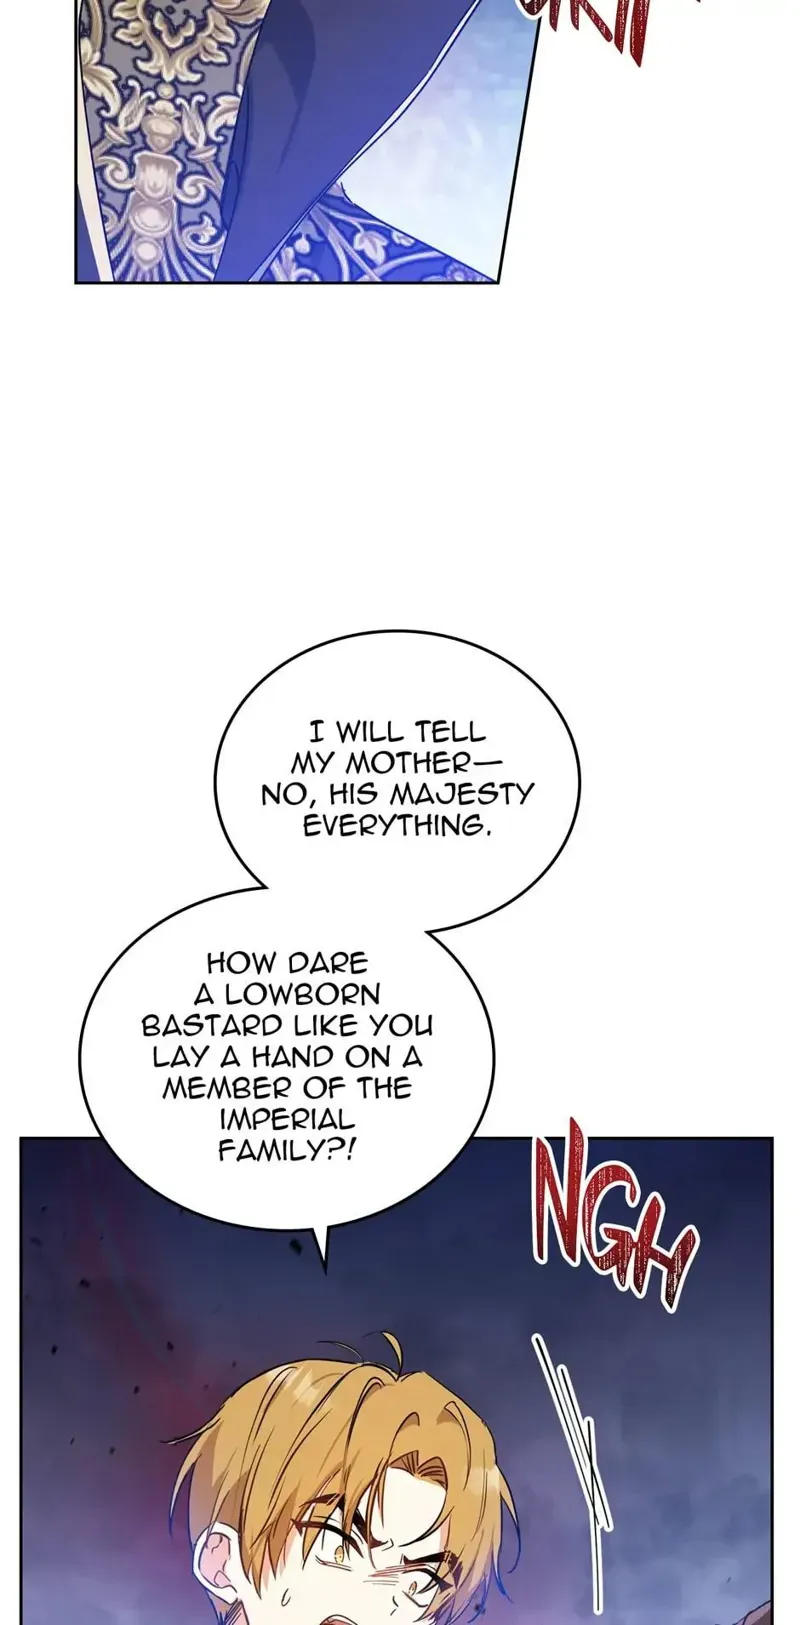 I WILL TELL
MY MOTHER—
NO, HIS MAJESTY
EVERYTHING.
HOW DARE
A LOWBORN
BASTARD LIKE YOU
LAY A HAND ON A
MEMBER OF THE
IMPERIAL
FAMILY?!
NGH